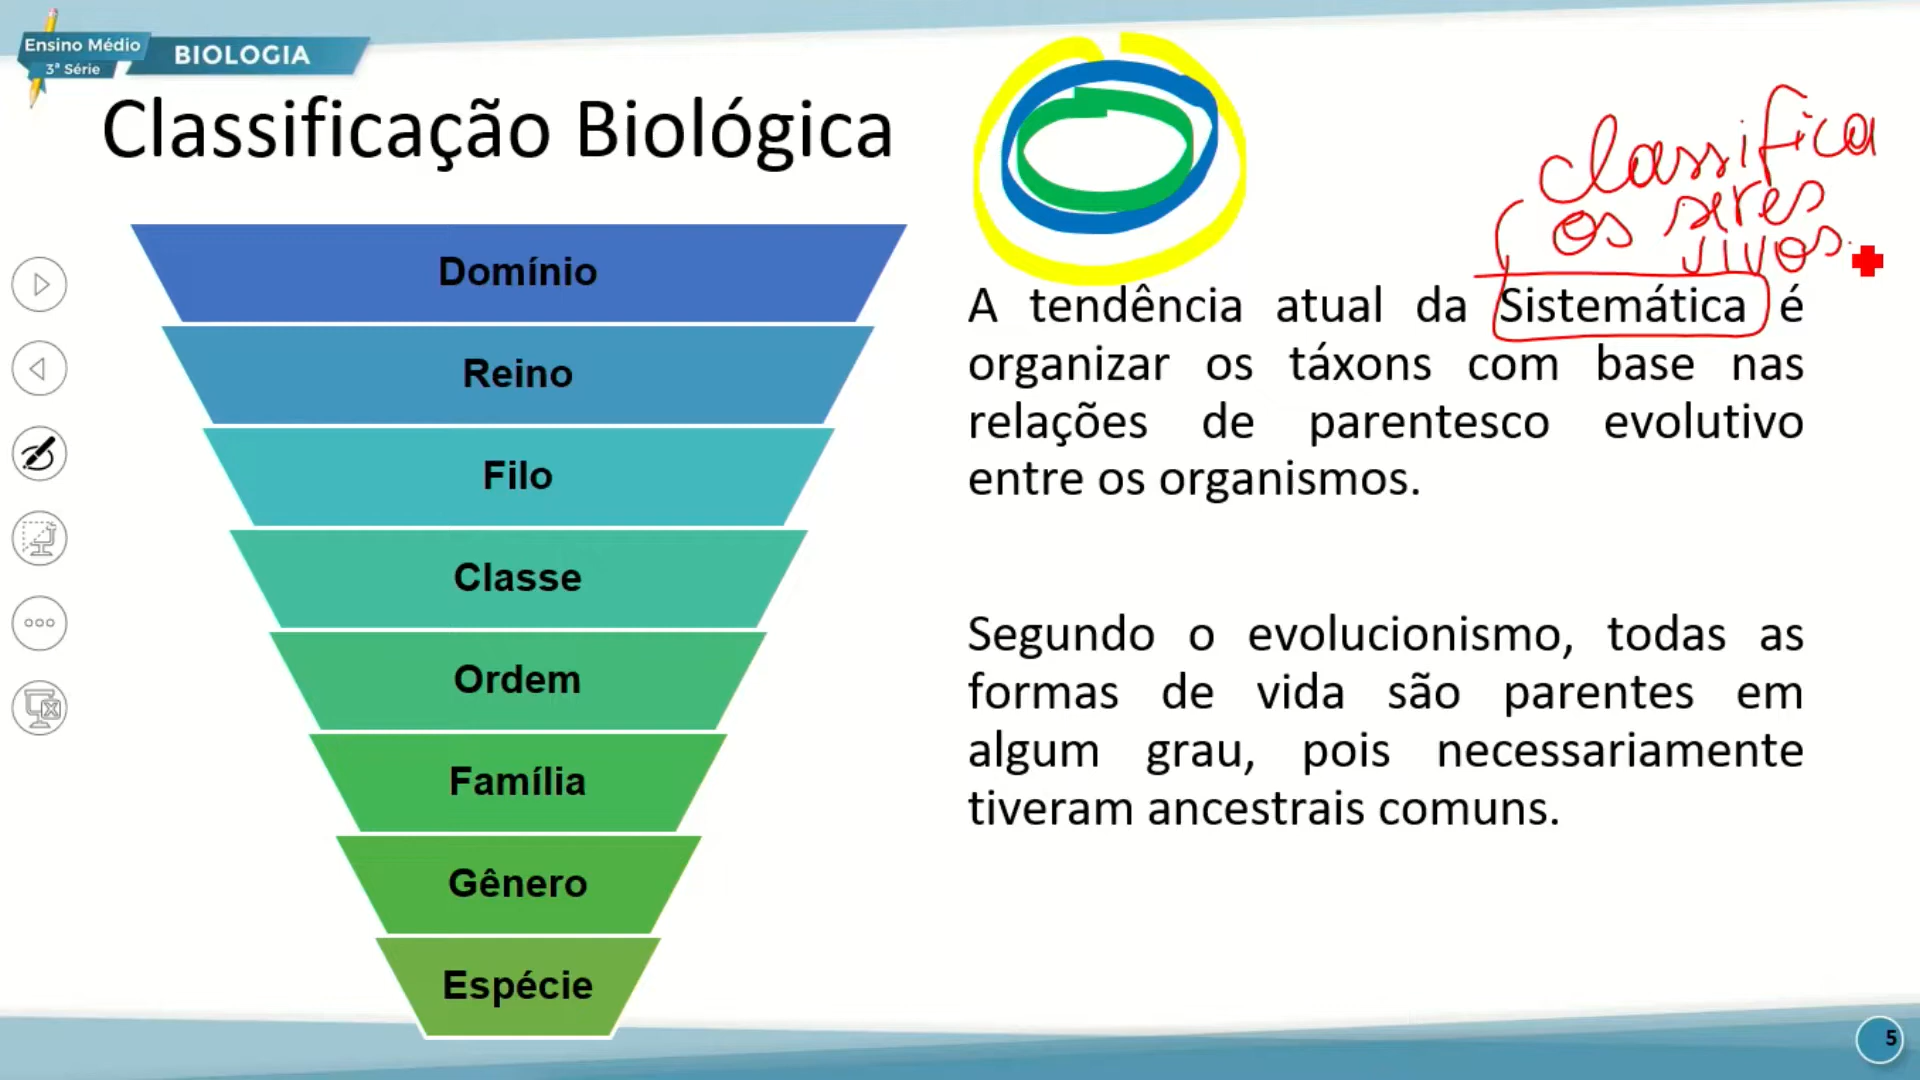 Ensino Médio
3ª Série
BIOLOGIA
Classificação Biológica
Domínio
Reino
Filo
Classe
Ordem
Família
Gênero
Espécie
classifica
os seres
vivos.
A tendência atual da Sistemática é
organizar os táxons com base nas
relações de parentesco evolutivo
entre os organismos.
Segundo o evolucionismo, todas as
formas de vida são parentes em
algum grau, pois necessariamente
tiveram ancestrais comuns.
5